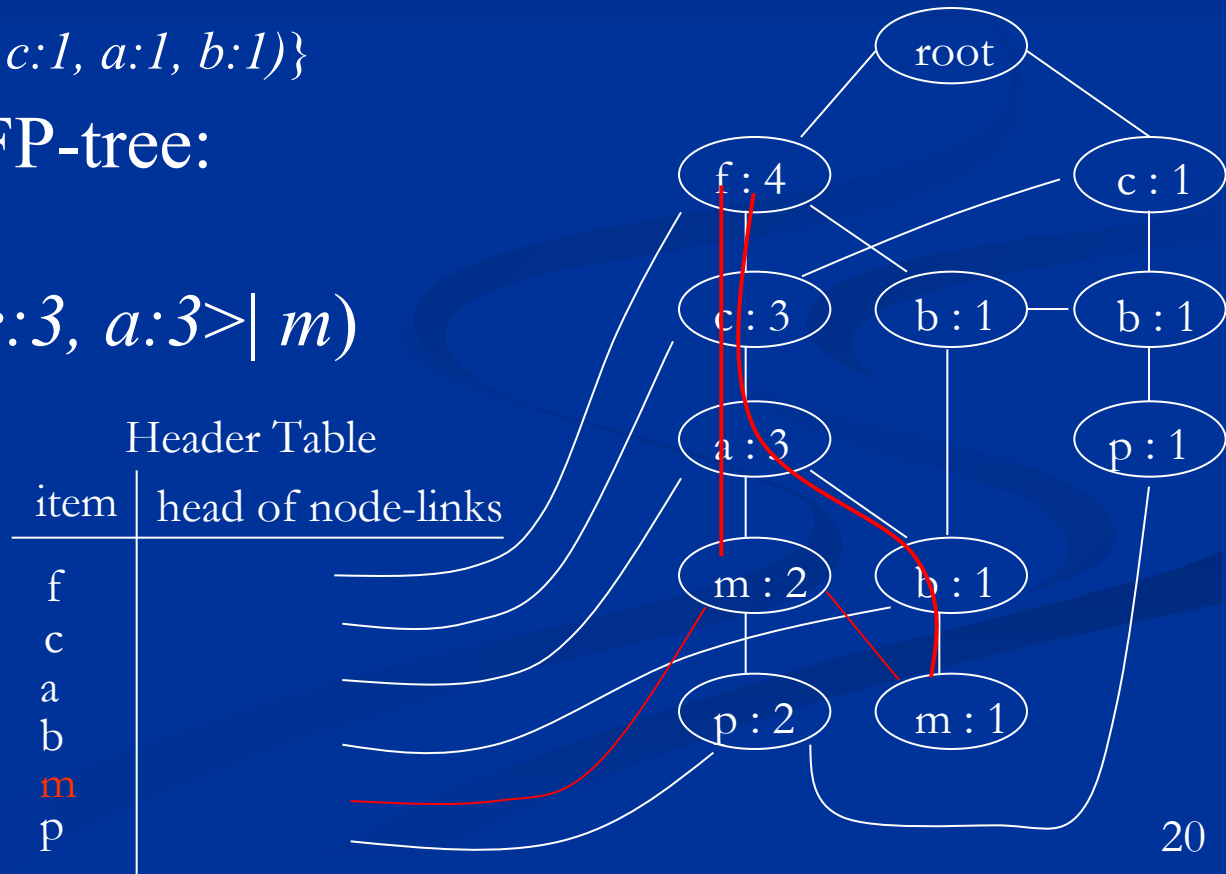 c:1, a:1, b:1)}
FP-tree:
:3, a:3>| m)
Header Table
item head of node-links
f
c
a
b
m
p
root
f : 4 c : 1
c : 3 b : 1 b : 1
a : 3 p : 1
m : 2 b : 1
p : 2 m : 1
20